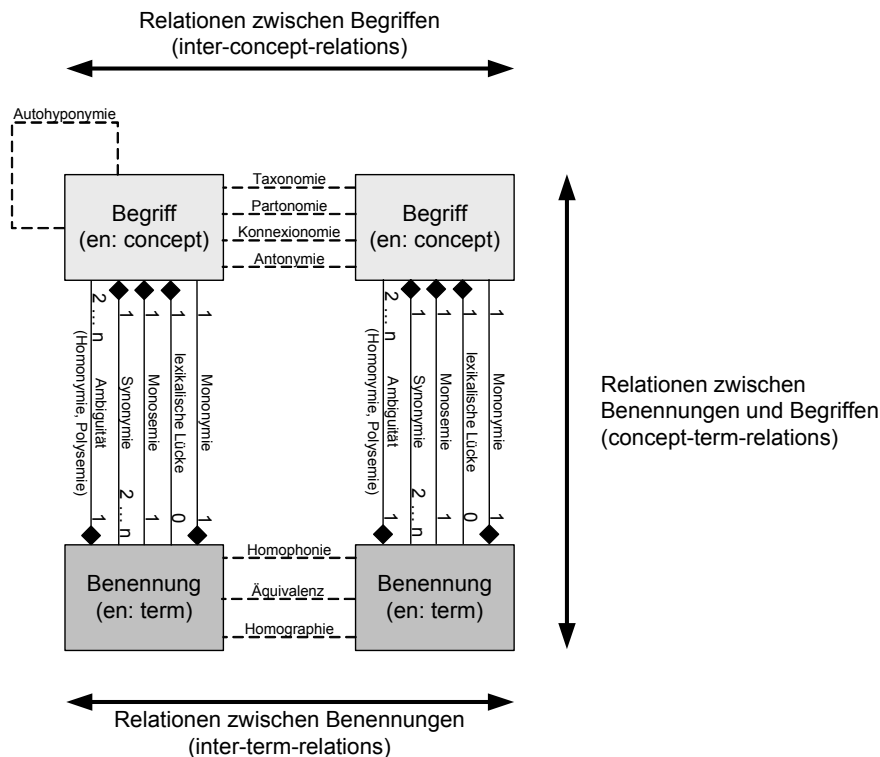 Relationen zwischen Begriffen
(inter-concept-relations)
Autohyponymie
Begriff
(en: concept)
Taxonomie
Partonomie
Konnexionomie
Antonymie
Begriff
(en: concept)
2 ... n
Ambiguität
(Homonymie, Polysemie)
1
1
Synonymie
2 ... n
1
Monosemie
1
1
lexikalische Lücke
0
1
Mononymie
1
2 ... n
Ambiguität
(Homonymie, Polysemie)
1
1
Synonymie
2 ... n
1
Monosemie
1
1
lexikalische Lücke
0
1
Mononymie
1
Relationen zwischen
Benennungen und Begriffen
(concept-term-relations)
Benennung
(en: term)
Homophonie
Äquivalenz
Homographie
Benennung
(en: term)
Relationen zwischen Benennungen
(inter-term-relations)